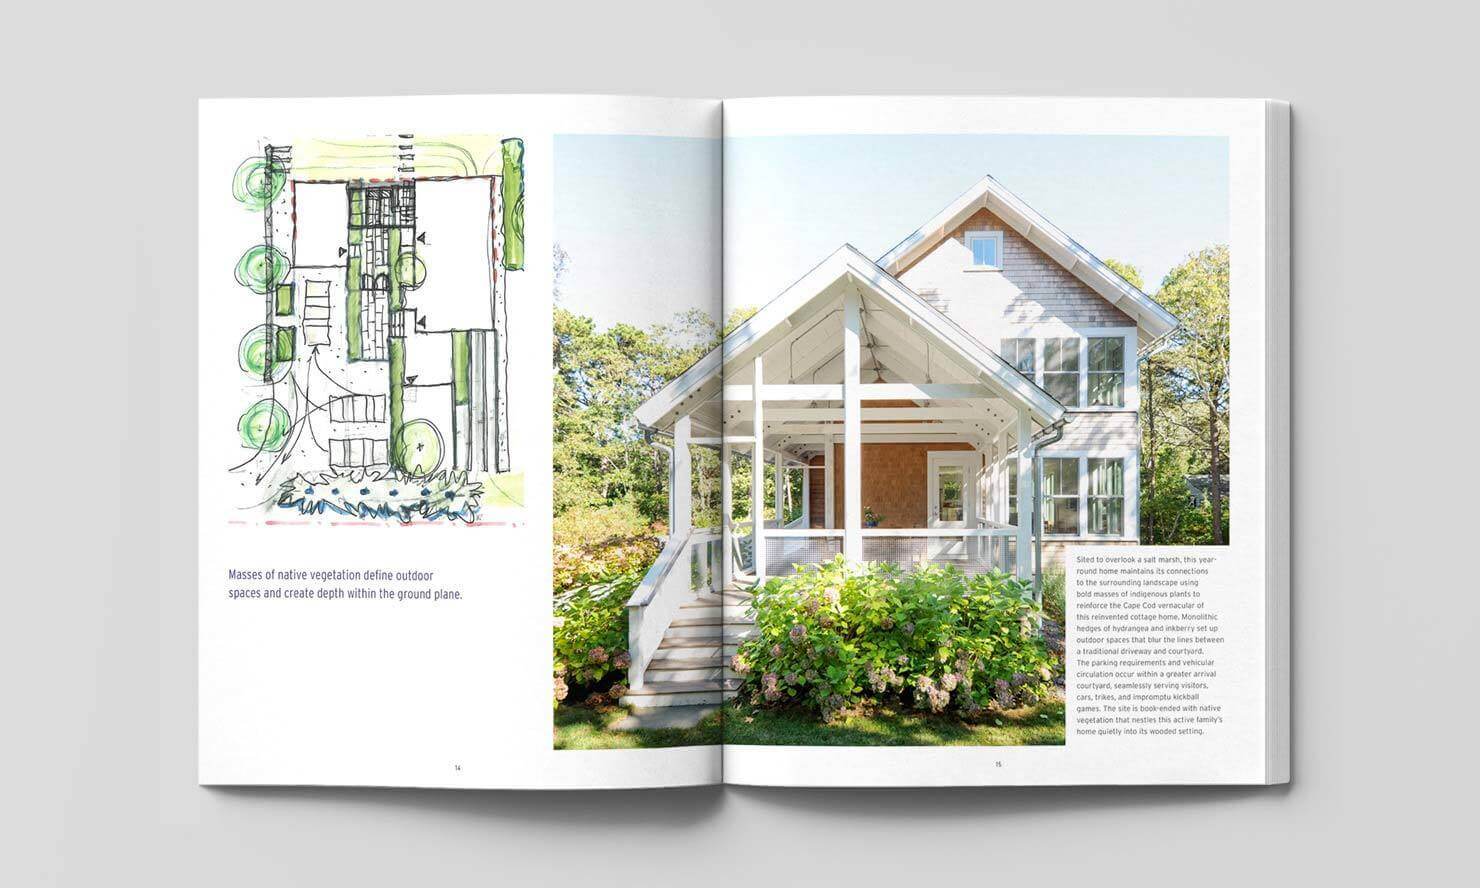 Masses of native vegetation define outdoor
spaces and create depth within the ground plane.
14
Sited to overlook a salt marsh, this year-
round home maintains its connections
to the surrounding landscape using
bold masses of indigenous plants to
reinforce the Cape Cod vernacular of
this reinvented cottage home. Monolithic
hedges of hydrangea and inkberry set up
outdoor spaces that blur the lines between
a traditional driveway and courtyard.
The parking requirements and vehicular
circulation occur within a greater arrival
courtyard, seamlessly serving visitors,
cars, trikes, and impromptu kickball
games. The site is book-ended with native
vegetation that nestles this active family's
home quietly into its wooded setting.
15